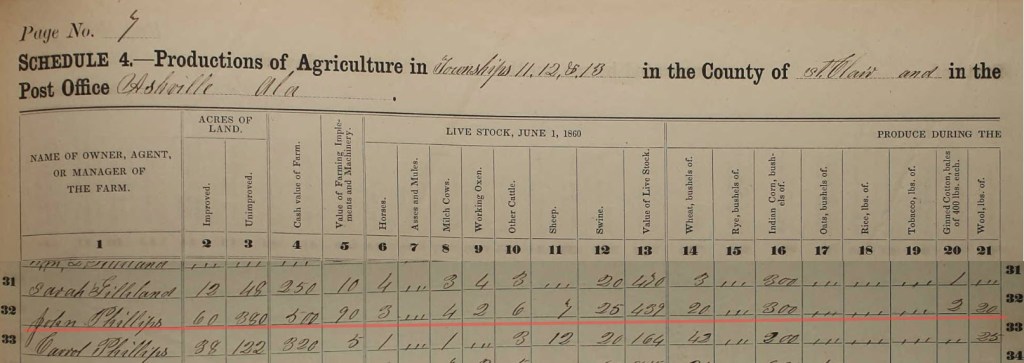 Page No. 7
SCHEDULE 4.—Productions of Agriculture in Townships 11, 12, & 13 in the County of St. Clair and in the
Post Office Ashville Ala.
NAME OF OWNER, AGENT, OR MANAGER OF THE FARM.
ACRES OF LAND.
Improved.
Unimproved.
Cash value of Farm.
Value of Farming Implements and Machinery.
LIVE STOCK, JUNE 1, 1860
Horses.
Asses and Mules.
Milch Cows.
Working Oxen.
Other Cattle.
Sheep.
Swine.
Value of Live Stock.
PRODUCE DURING THE
Wheat, bushels of.
Rye, bushels of.
Indian Corn, bushels of.
Oats, bushels of.
Rice, lbs. of.
Tobacco, lbs. of.
Ginned Cotton, bales of 400 lbs. each.
Wool, lbs. of.
1 2 3 4 5 6 7 8 9 10 11 12 13 14 15 16 17 18 19 20 21
31 Sarah Gilliland 12 48 250 10 4 ... 3 4 3 ... 20 470 3 ... 300 ... ... ... 1 ... 31
32 John Phillips 60 380 500 90 3 ... 4 2 6 7 25 459 20 ... 300 ... ... ... 2 20 32
33 Carrol Phillips 38 122 320 5 1 ... 1 ... 3 12 20 164 42 ... 200 ... ... ... ... 25 33
34